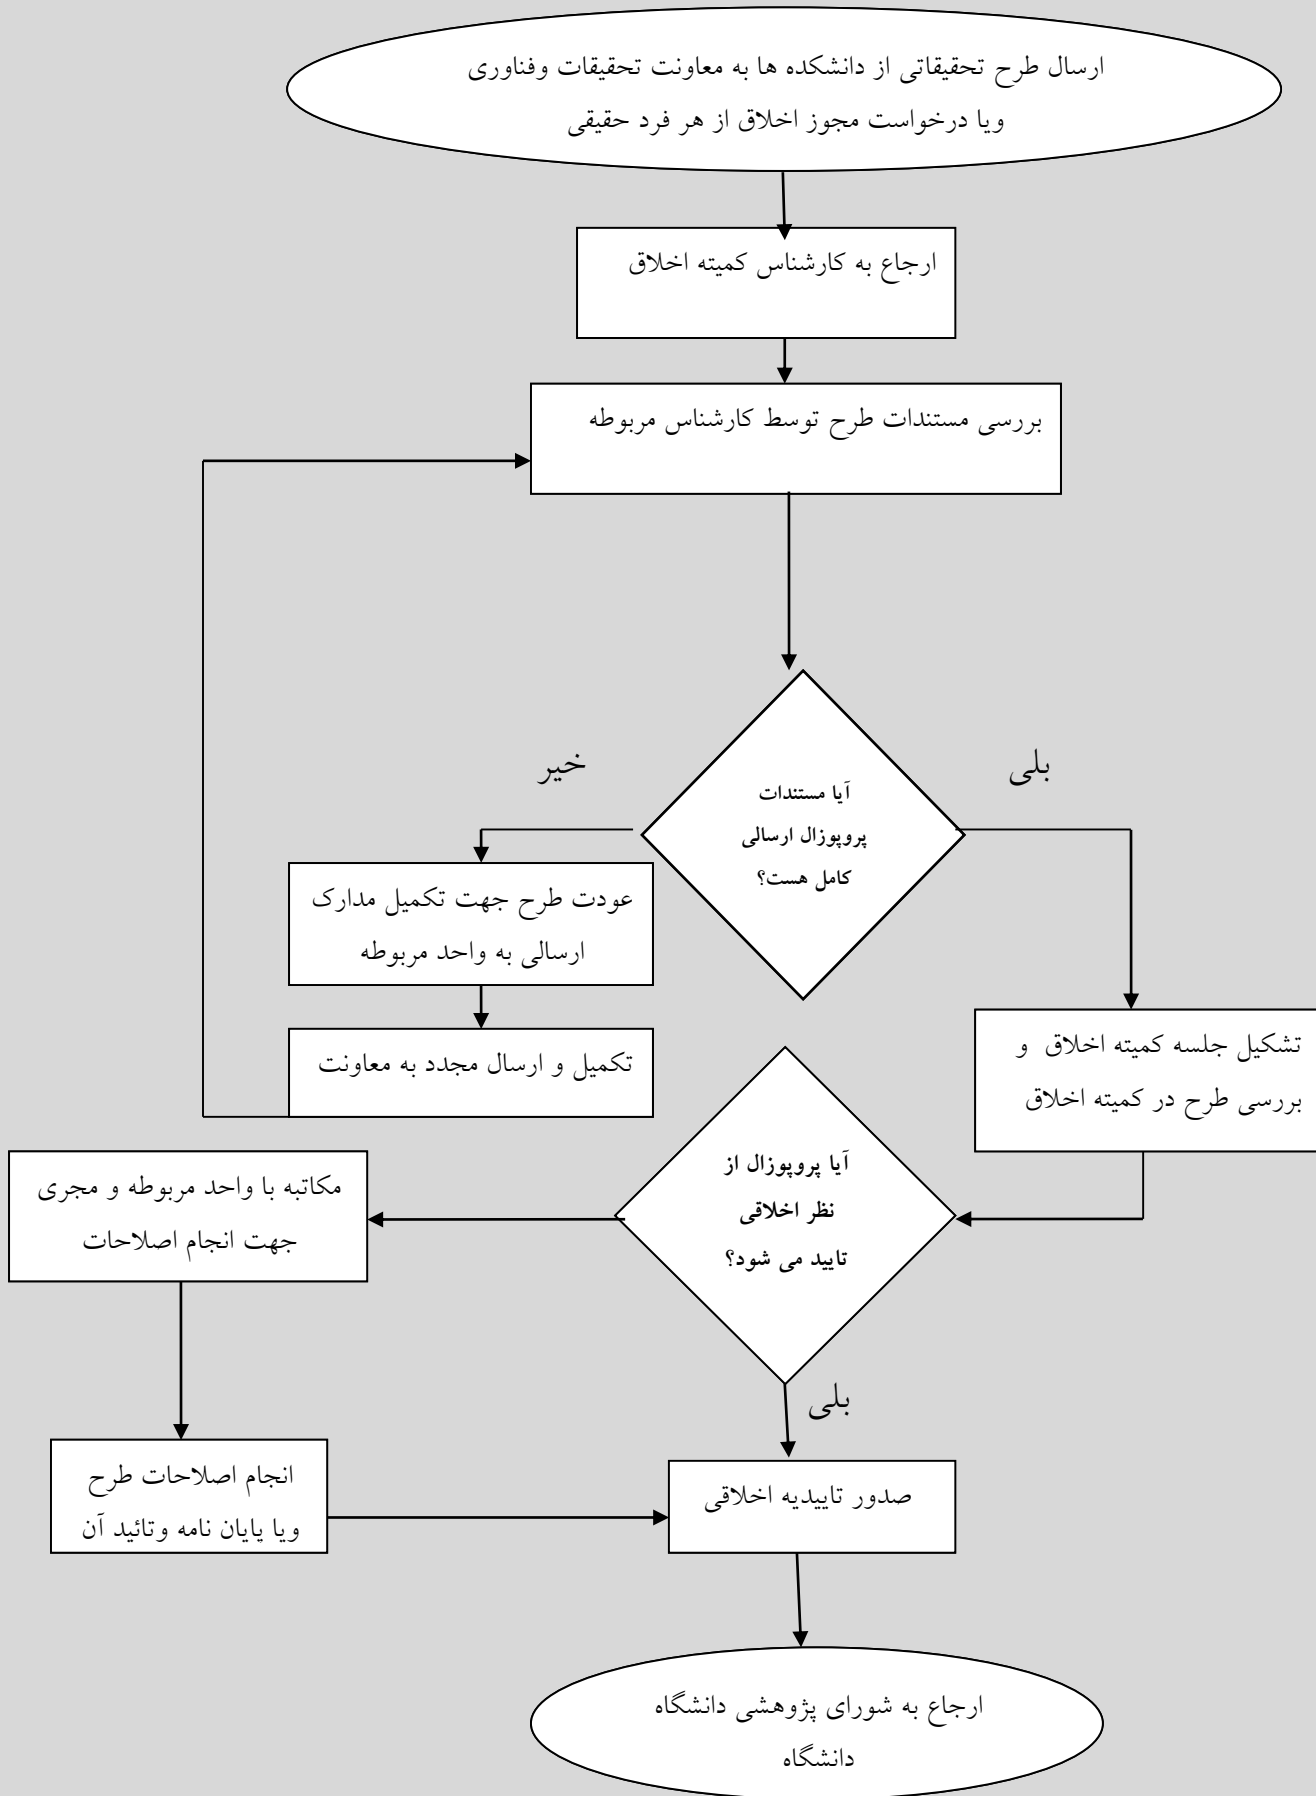 ارسال طرح تحقیقاتی از دانشکده ها به معاونت تحقیقات وفناوری
ویا درخواست مجوز اخلاق از هر فرد حقیقی
ارجاع به کارشناس کمیته اخلاق
بررسی مستندات طرح توسط کارشناس مربوطه
بلی
خیر
آیا مستندات
پروپوزال ارسالی
کامل هست؟
عودت طرح جهت تکمیل مدارک
ارسالی به واحد مربوطه
تکمیل و ارسال مجدد به معاونت
تشکیل جلسه کمیته اخلاق و
بررسی طرح در کمیته اخلاق
آیا پروپوزال از
نظر اخلاقی
تایید می شود؟
مکاتبه با واحد مربوطه و مجری
جهت انجام اصلاحات
بلی
انجام اصلاحات طرح
ویا پایان نامه وتائید آن
صدور تاییدیه اخلاقی
ارجاع به شورای پژوهشی دانشگاه
دانشگاه